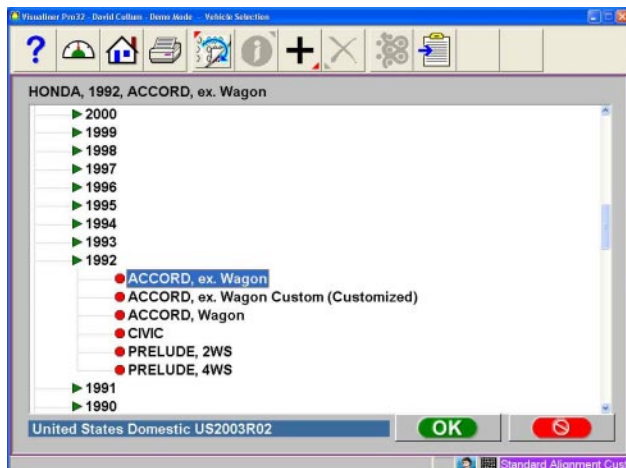 Visualiner Pro32 - David Cullum - Demo Mode -- Vehicle Selection
HONDA, 1992, ACCORD, ex. Wagon
2000
1999
1998
1997
1996
1995
1994
1993
1992
ACCORD, ex. Wagon
ACCORD, ex. Wagon Custom (Customized)
ACCORD, Wagon
CIVIC
PRELUDE, 2WS
PRELUDE, 4WS
1991
1990
United States Domestic US2003R02
OK
Standard Alignment Cust